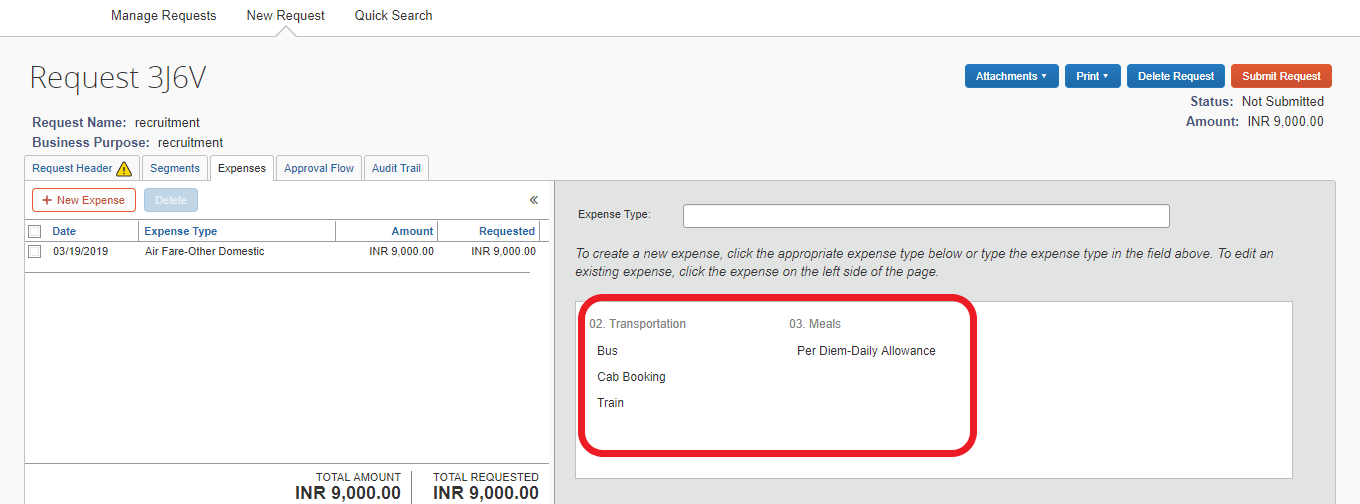 Manage Requests New Request Quick Search
Request 3J6V
Attachments Print Delete Request Submit Request
Status: Not Submitted
Amount: INR 9,000.00
Request Name: recruitment
Business Purpose: recruitment
Request Header Segments Expenses Approval Flow Audit Trail
+ New Expense Delete «
Date Expense Type Amount Requested
03/19/2019 Air Fare-Other Domestic INR 9,000.00 INR 9,000.00
TOTAL AMOUNT TOTAL REQUESTED
INR 9,000.00 INR 9,000.00
Expense Type:
To create a new expense, click the appropriate expense type below or type the expense type in the field above. To edit an
existing expense, click the expense on the left side of the page.
02. Transportation 03. Meals
Bus Per Diem-Daily Allowance
Cab Booking
Train